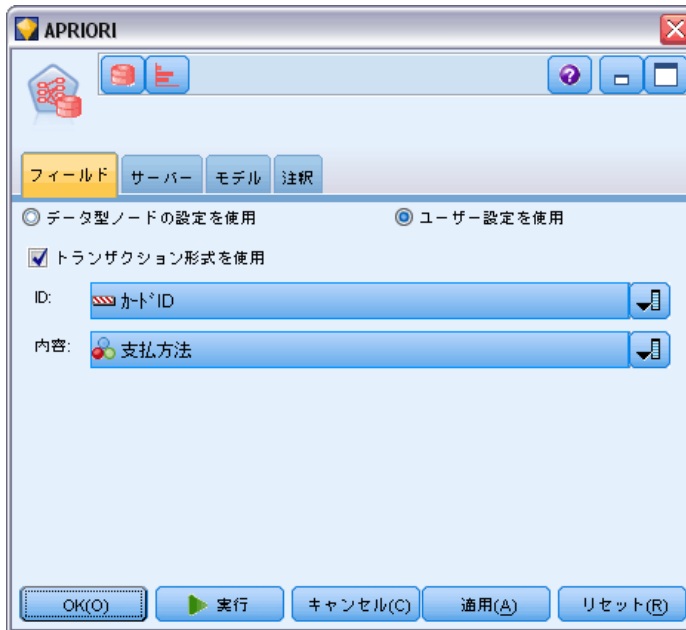 APRIORI
フィールド サーバー モデル 注釈
データ型ノードの設定を使用 ユーザー設定を使用
トランザクション形式を使用
ID: ｶｰﾄﾞID
内容: 支払方法
OK(O) 実行 キャンセル(C) 適用(A) リセット(R)